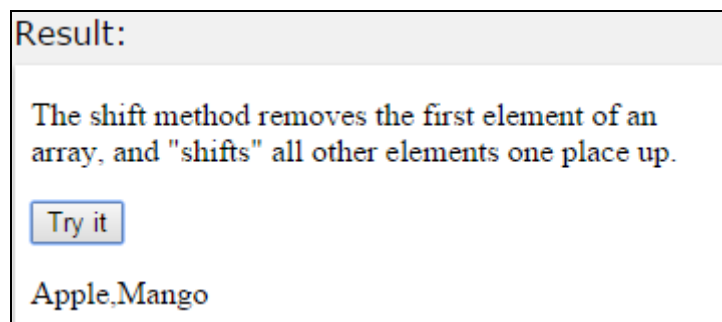 Result:
The shift method removes the first element of an
array, and "shifts" all other elements one place up.
Try it
Apple,Mango